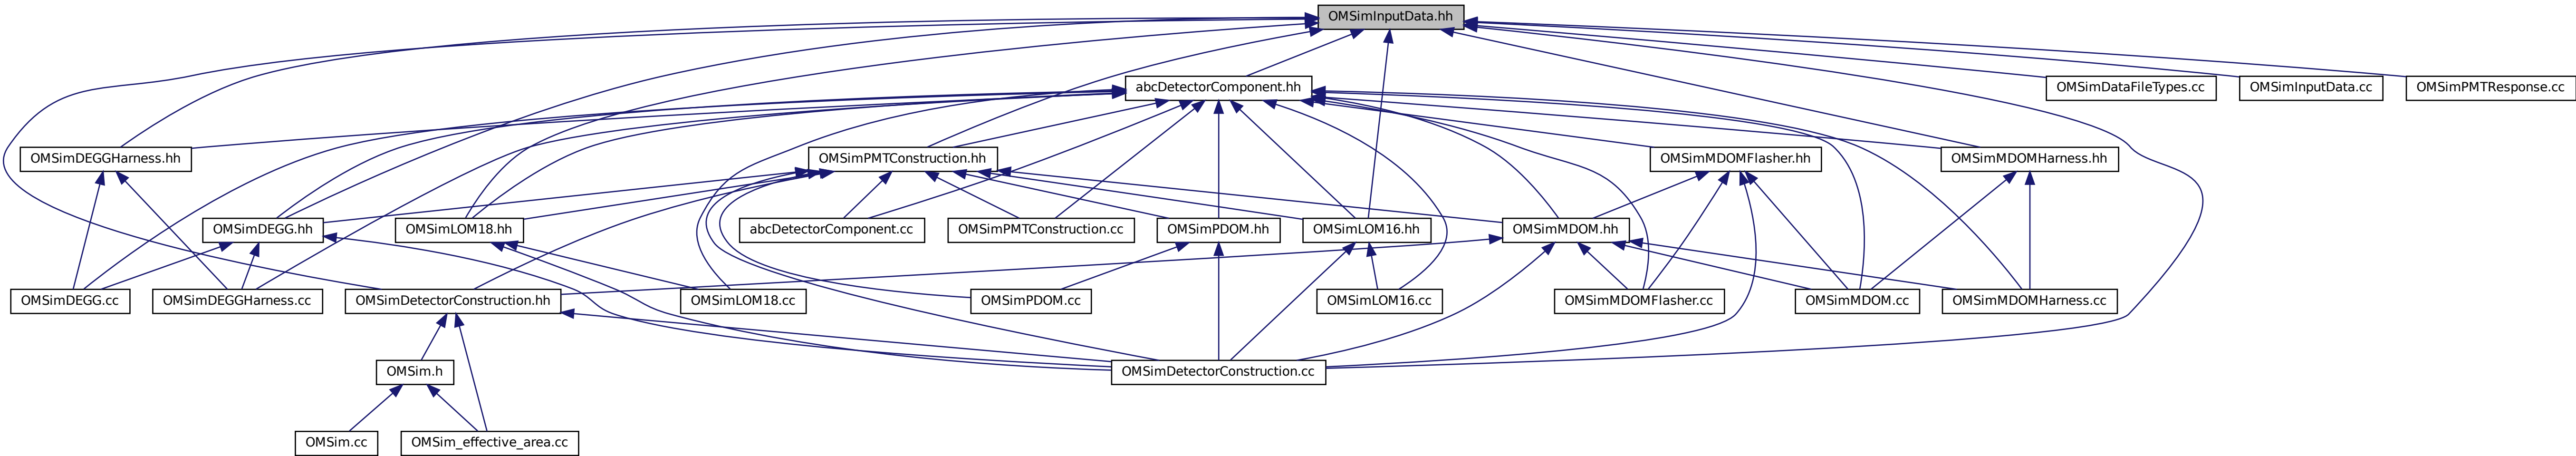 OMSimInputData.hh
abcDetectorComponent.hh
OMSimDataFileTypes.cc
OMSimInputData.cc
OMSimPMTResponse.cc
OMSimDEGGHarness.hh
OMSimPMTConstruction.hh
OMSimMDOMFlasher.hh
OMSimMDOMHarness.hh
OMSimDEGG.hh
OMSimLOM18.hh
abcDetectorComponent.cc
OMSimPMTConstruction.cc
OMSimPDOM.hh
OMSimLOM16.hh
OMSimMDOM.hh
OMSimDEGG.cc
OMSimDEGGHarness.cc
OMSimDetectorConstruction.hh
OMSimLOM18.cc
OMSimPDOM.cc
OMSimLOM16.cc
OMSimMDOMFlasher.cc
OMSimMDOM.cc
OMSimMDOMHarness.cc
OMSim.h
OMSimDetectorConstruction.cc
OMSim.cc
OMSim_effective_area.cc